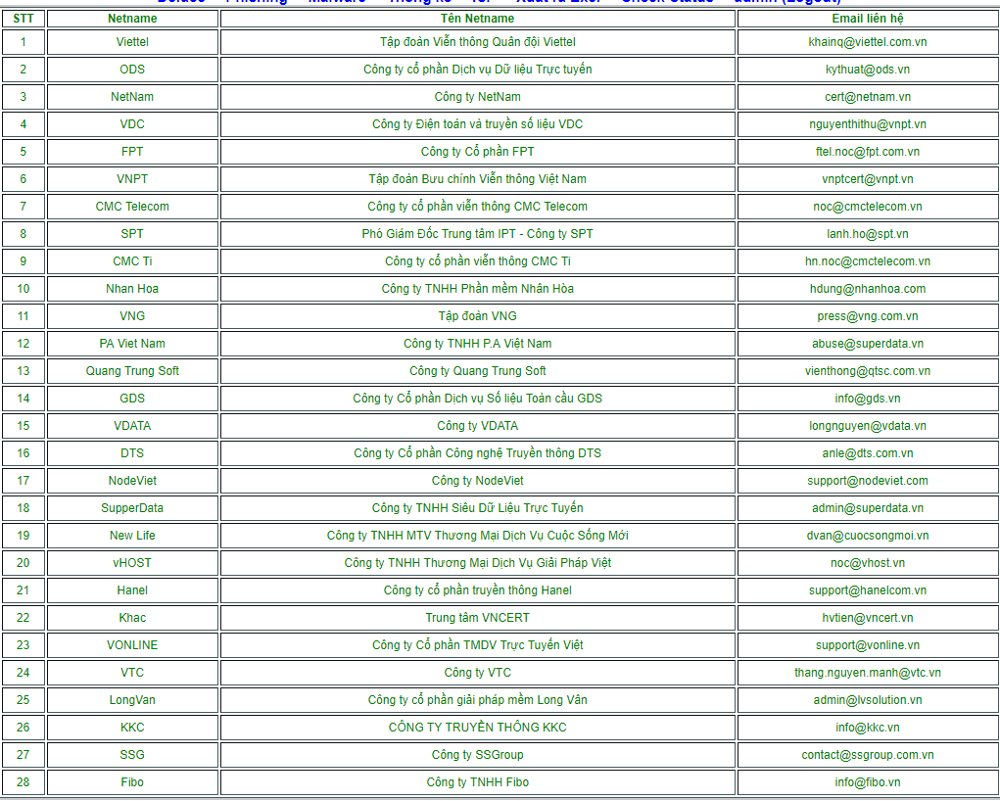 Deface Phishing Malware Thống kê Tor Xuất ra Excel Check Status admin (Logout)
STT Netname Tên Netname Email liên hệ
1 Viettel Tập đoàn Viễn thông Quân đội Viettel khainq@viettel.com.vn
2 ODS Công ty cổ phần Dịch vụ Dữ liệu Trực tuyến kythuat@ods.vn
3 NetNam Công ty NetNam cert@netnam.vn
4 VDC Công ty Điện toán và truyền số liệu VDC nguyenthithu@vnpt.vn
5 FPT Công ty Cổ phần FPT ftel.noc@fpt.com.vn
6 VNPT Tập đoàn Bưu chính Viễn thông Việt Nam vnptcert@vnpt.vn
7 CMC Telecom Công ty cổ phần viễn thông CMC Telecom noc@cmctelecom.vn
8 SPT Phó Giám Đốc Trung tâm IPT - Công ty SPT lanh.ho@spt.vn
9 CMC Ti Công ty cổ phần viễn thông CMC Ti hn.noc@cmctelecom.vn
10 Nhan Hoa Công ty TNHH Phần mềm Nhân Hòa hdung@nhanhoa.com
11 VNG Tập đoàn VNG press@vng.com.vn
12 PA Viet Nam Công ty TNHH P.A Việt Nam abuse@superdata.vn
13 Quang Trung Soft Công ty Quang Trung Soft vienthong@qtsc.com.vn
14 GDS Công ty Cổ phần Dịch vụ Số liệu Toàn cầu GDS info@gds.vn
15 VDATA Công ty VDATA longnguyen@vdata.vn
16 DTS Công ty Cổ phần Công nghệ Truyền thông DTS anle@dts.com.vn
17 NodeViet Công ty NodeViet support@nodeviet.com
18 SupperData Công ty TNHH Siêu Dữ Liệu Trực Tuyến admin@superdata.vn
19 New Life Công ty TNHH MTV Thương Mại Dịch Vụ Cuộc Sống Mới dvan@cuocsongmoi.vn
20 vHOST Công ty TNHH Thương Mại Dịch Vụ Giải Pháp Việt noc@vhost.vn
21 Hanel Công ty cổ phần truyền thông Hanel support@hanelcom.vn
22 Khac Trung tâm VNCERT hvtien@vncert.vn
23 VONLINE Công ty Cổ phần TMDV Trực Tuyến Việt support@vonline.vn
24 VTC Công ty VTC thang.nguyen.manh@vtc.vn
25 LongVan Công ty cổ phần giải pháp mềm Long Vân admin@lvsolution.vn
26 KKC CÔNG TY TRUYỀN THÔNG KKC info@kkc.vn
27 SSG Công ty SSGroup contact@ssgroup.com.vn
28 Fibo Công ty TNHH Fibo info@fibo.vn